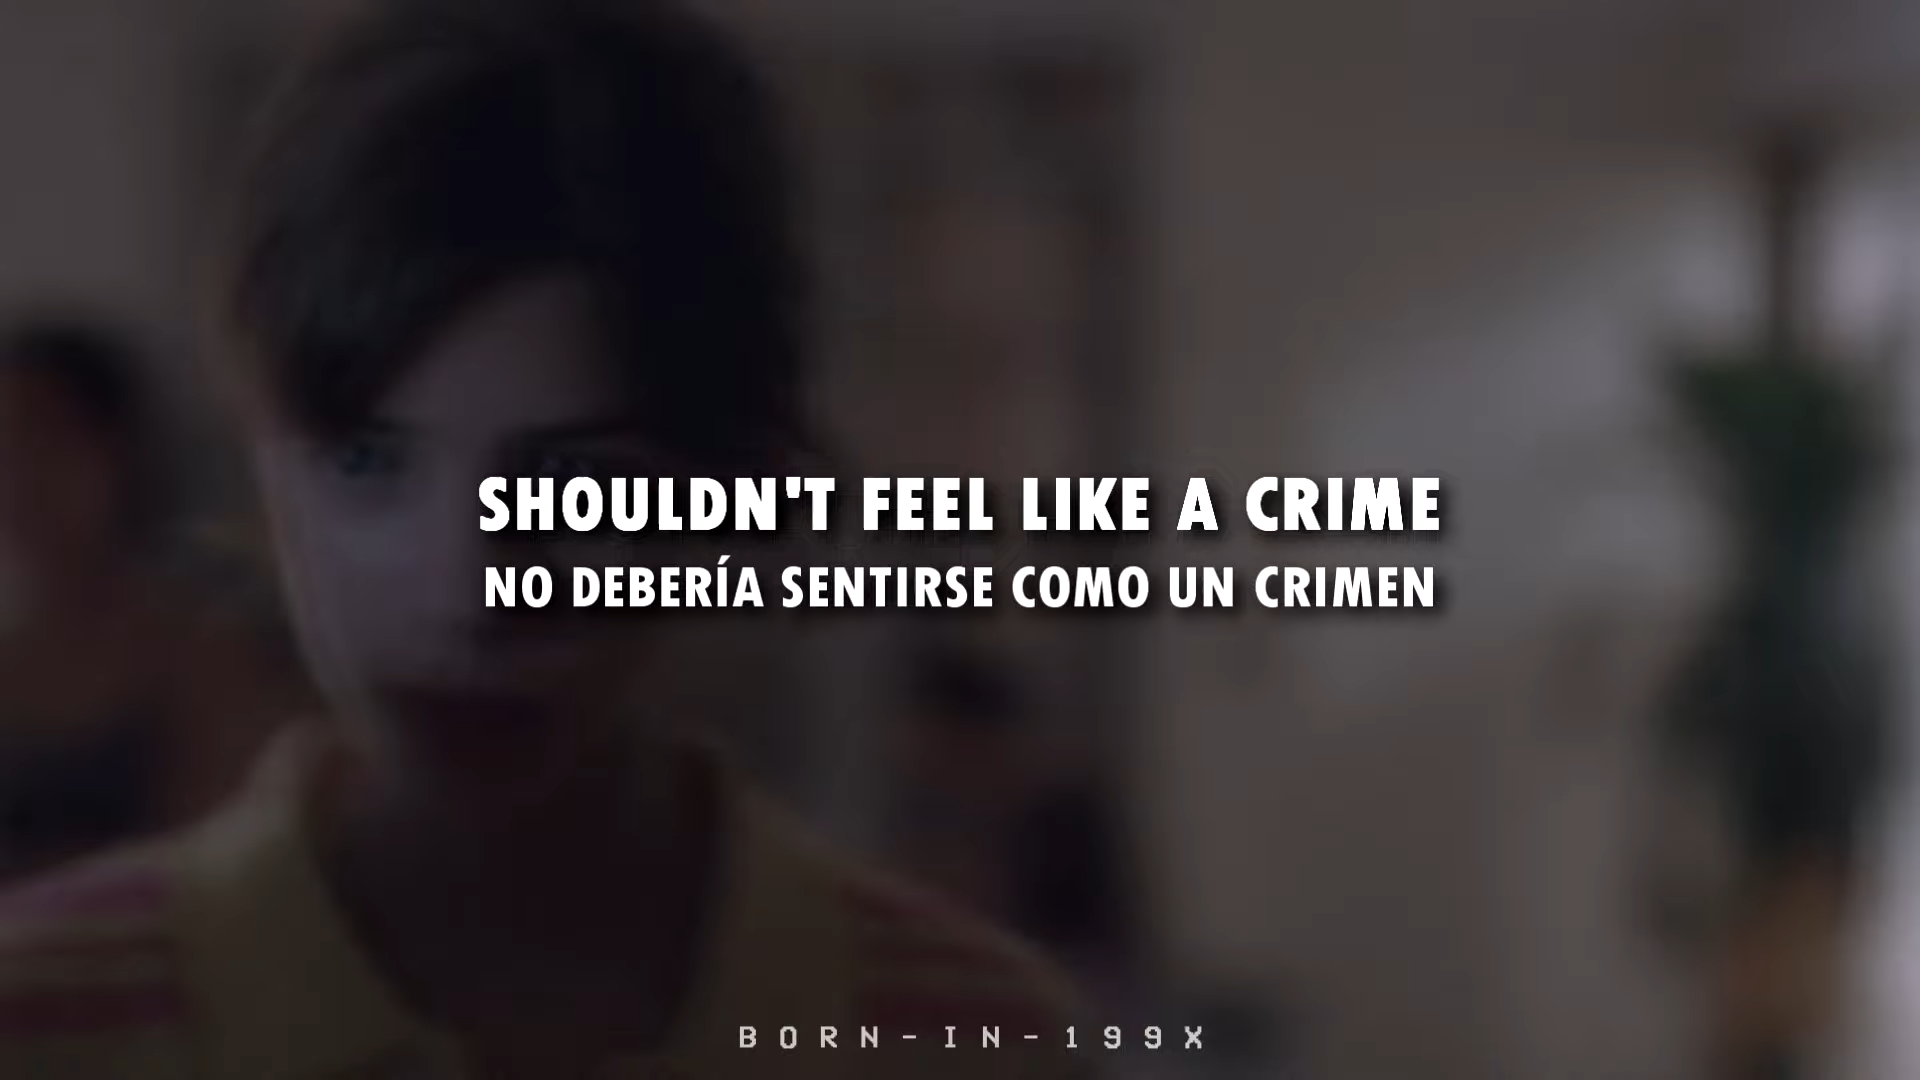 SHOULDN'T FEEL LIKE A CRIME
NO DEBERÍA SENTIRSE COMO UN CRIMEN
BORN-IN-199X